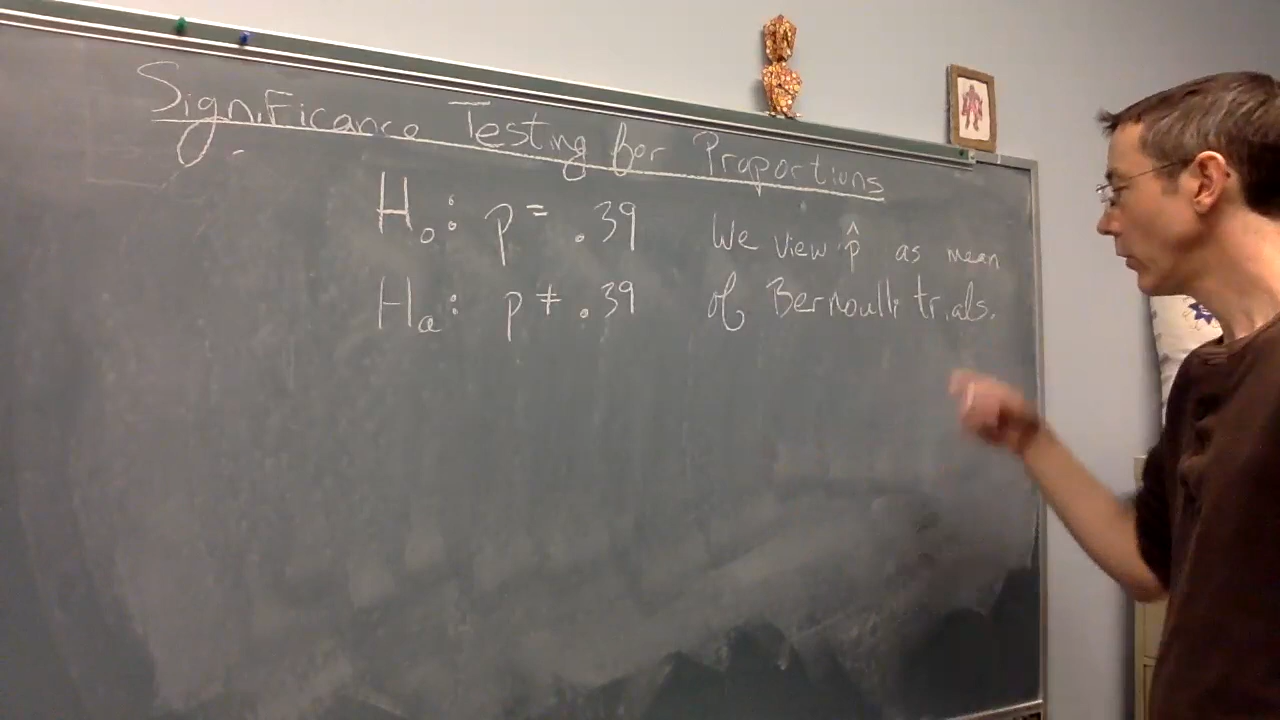 Significance Testing for Proportions
H₀: p = .39
Hₐ: p ≠ .39
We view p̂ as mean
of Bernoulli trials.